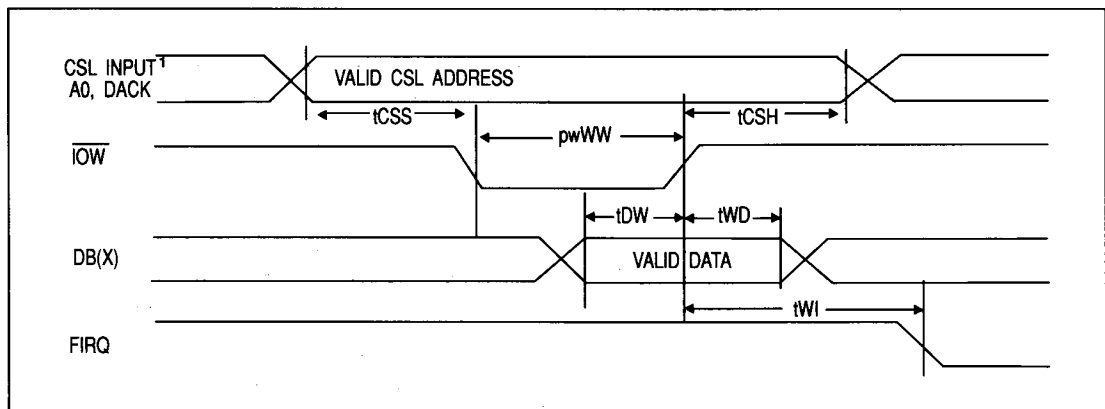 CSL INPUT¹
A0, DACK
VALID CSL ADDRESS
tCSS
tCSH
pwWW
IOW
tDW
tWD
DB(X)
VALID DATA
tWI
FIRQ